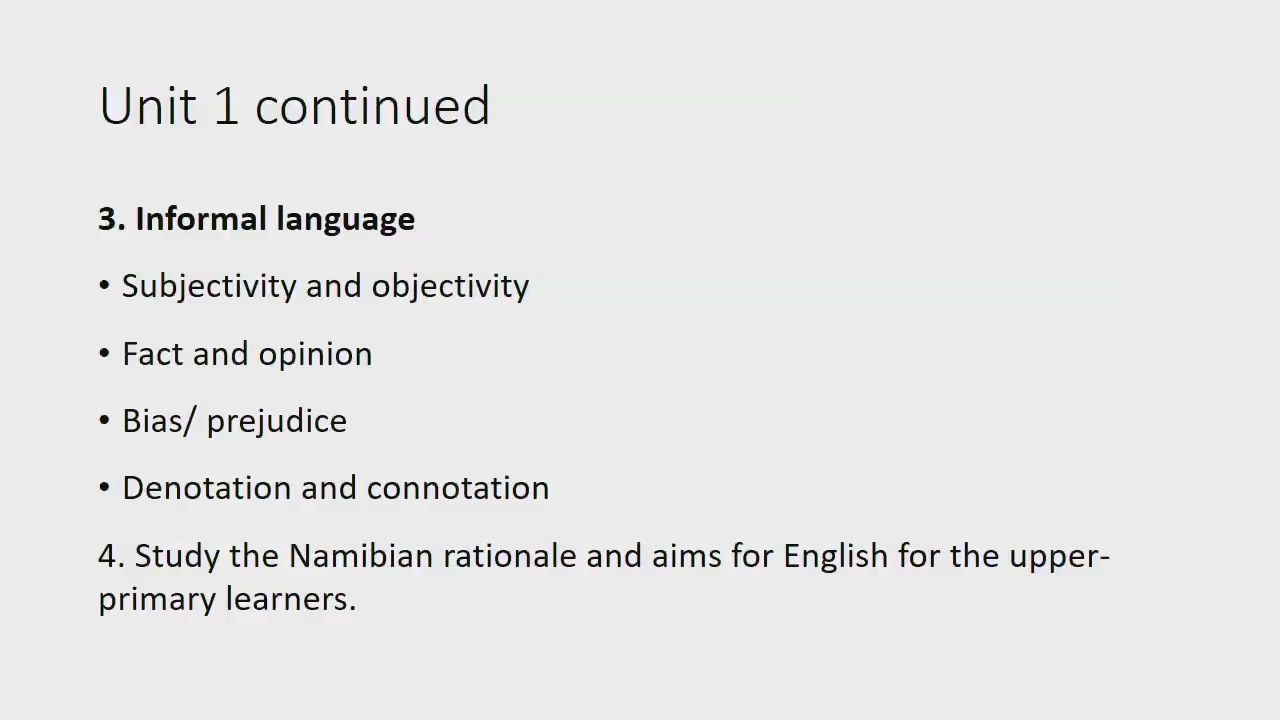 Unit 1 continued
3. Informal language
• Subjectivity and objectivity
• Fact and opinion
• Bias/ prejudice
• Denotation and connotation
4. Study the Namibian rationale and aims for English for the upper-
primary learners.